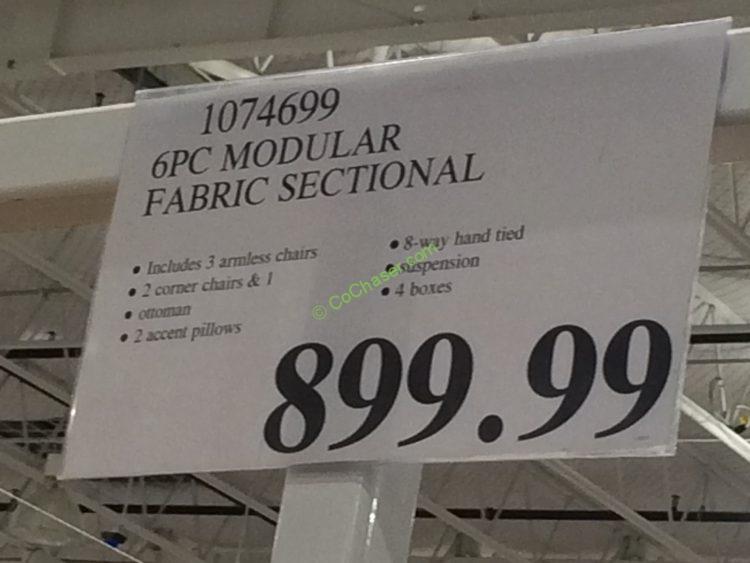 1074699
6PC MODULAR
FABRIC SECTIONAL
• Includes 3 armless chairs
• 2 corner chairs & 1
• ottoman
• 2 accent pillows
• 8-way hand tied
• suspension
• 4 boxes
© CoChaser.com
899.99